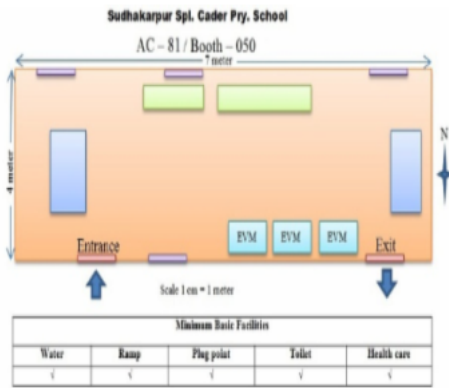 Sudhakarpur Spl. Cader Pry. School
AC – 81 / Booth – 050
7 meter
4 meter
N
EVM EVM EVM
Entrance Exit
Scale 1 cm = 1 meter
Minimum Basic Facilities
Water Ramp Plug point Toilet Health care
√ √ √ √ √